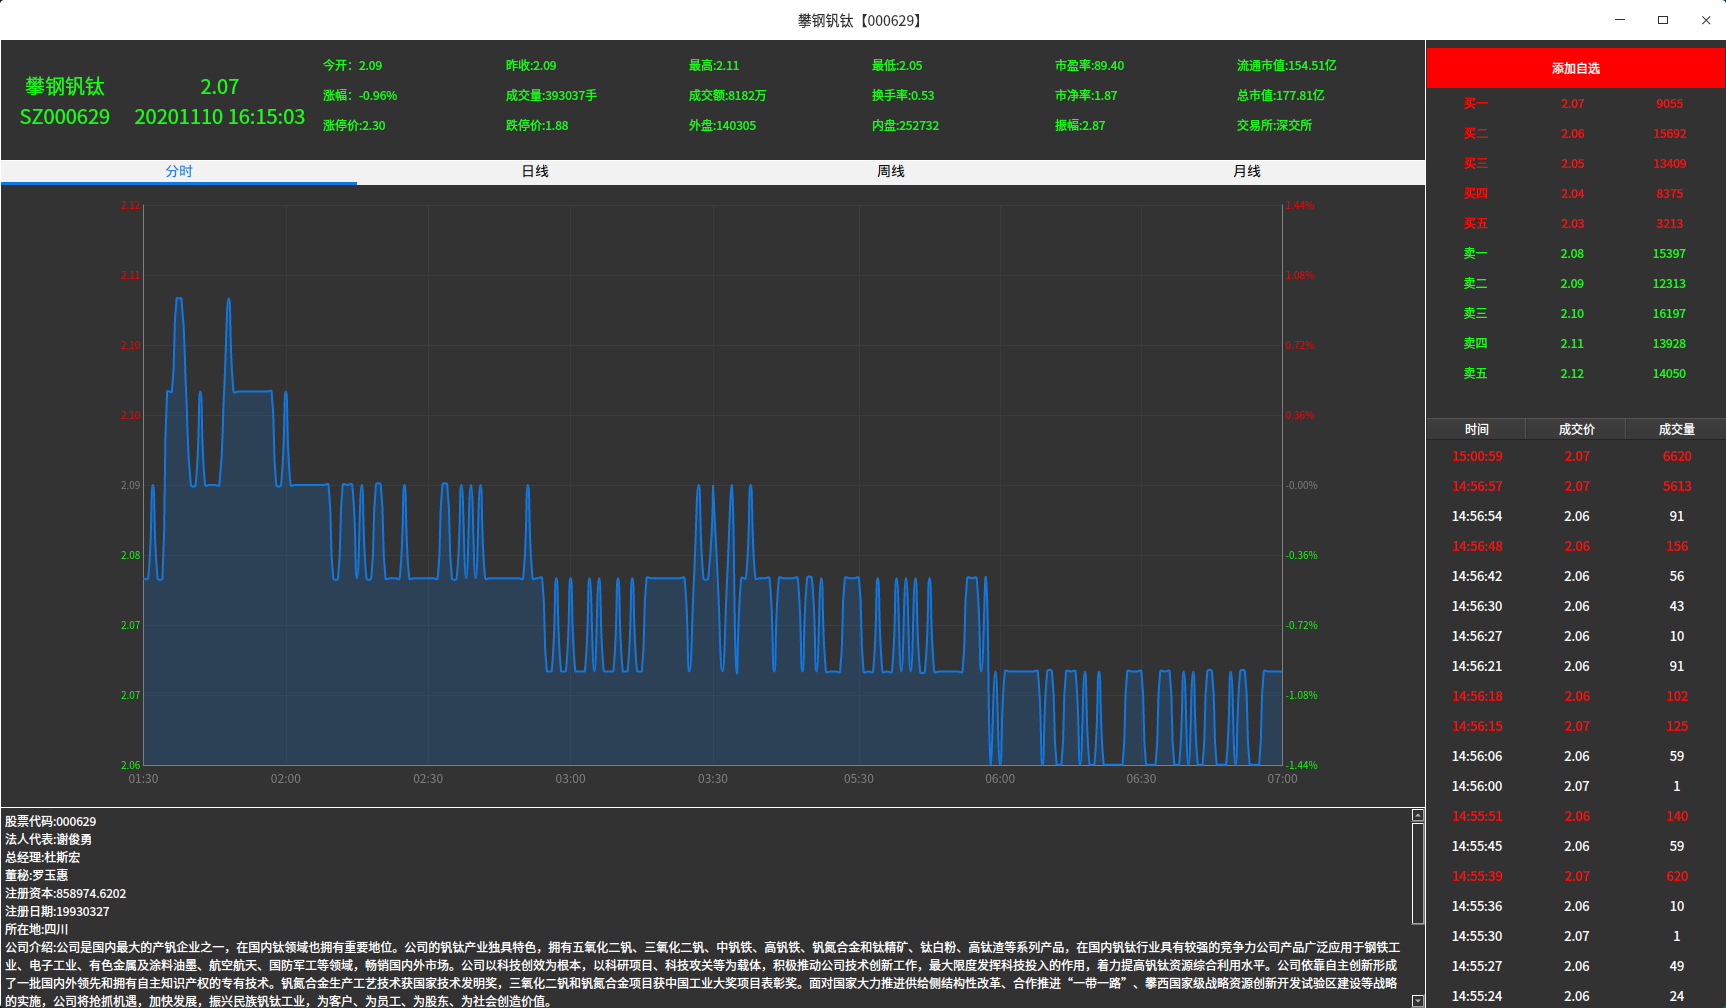 攀钢钒钛【000629】
攀钢钒钛 2.07
SZ000629 20201110 16:15:03
今开: 2.09 昨收:2.09 最高:2.11 最低:2.05 市盈率:89.40 流通市值:154.51亿
涨幅: -0.96% 成交量:393037手 成交额:8182万 换手率:0.53 市净率:1.87 总市值:177.81亿
涨停价:2.30 跌停价:1.88 外盘:140305 内盘:252732 振幅:2.87 交易所:深交所
分时 日线 周线 月线
2.12 1.44%
2.11 1.08%
2.10 0.72%
2.10 0.36%
2.09 -0.00%
2.08 -0.36%
2.07 -0.72%
2.07 -1.08%
2.06 -1.44%
01:30 02:00 02:30 03:00 03:30 05:30 06:00 06:30 07:00
股票代码:000629
法人代表:谢俊勇
总经理:杜斯宏
董秘:罗玉惠
注册资本:858974.6202
注册日期:19930327
所在地:四川
公司介绍:公司是国内最大的产钒企业之一，在国内钛领域也拥有重要地位。公司的钒钛产业独具特色，拥有五氧化二钒、三氧化二钒、中钒铁、高钒铁、钒氮合金和钛精矿、钛白粉、高钛渣等系列产品，在国内钒钛行业具有较强的竞争力公司产品广泛应用于钢铁工
业、电子工业、有色金属及涂料油墨、航空航天、国防军工等领域，畅销国内外市场。公司以科技创效为根本，以科研项目、科技攻关等为载体，积极推动公司技术创新工作，最大限度发挥科技投入的作用，着力提高钒钛资源综合利用水平。公司依靠自主创新形成
了一批国内外领先和拥有自主知识产权的专有技术。钒氮合金生产工艺技术获国家技术发明奖，三氧化二钒和钒氮合金项目获中国工业大奖项目表彰奖。面对国家大力推进供给侧结构性改革、合作推进“一带一路”、攀西国家级战略资源创新开发试验区建设等战略
的实施，公司将抢抓机遇，加快发展，振兴民族钒钛工业，为客户、为员工、为股东、为社会创造价值。
添加自选
买一 2.07 9055
买二 2.06 15692
买三 2.05 13409
买四 2.04 8375
买五 2.03 3213
卖一 2.08 15397
卖二 2.09 12313
卖三 2.10 16197
卖四 2.11 13928
卖五 2.12 14050
时间 成交价 成交量
15:00:59 2.07 6620
14:56:57 2.07 5613
14:56:54 2.06 91
14:56:48 2.06 156
14:56:42 2.06 56
14:56:30 2.06 43
14:56:27 2.06 10
14:56:21 2.06 91
14:56:18 2.06 102
14:56:15 2.07 125
14:56:06 2.06 59
14:56:00 2.07 1
14:55:51 2.06 140
14:55:45 2.06 59
14:55:39 2.07 620
14:55:36 2.06 10
14:55:30 2.07 1
14:55:27 2.06 49
14:55:24 2.06 24